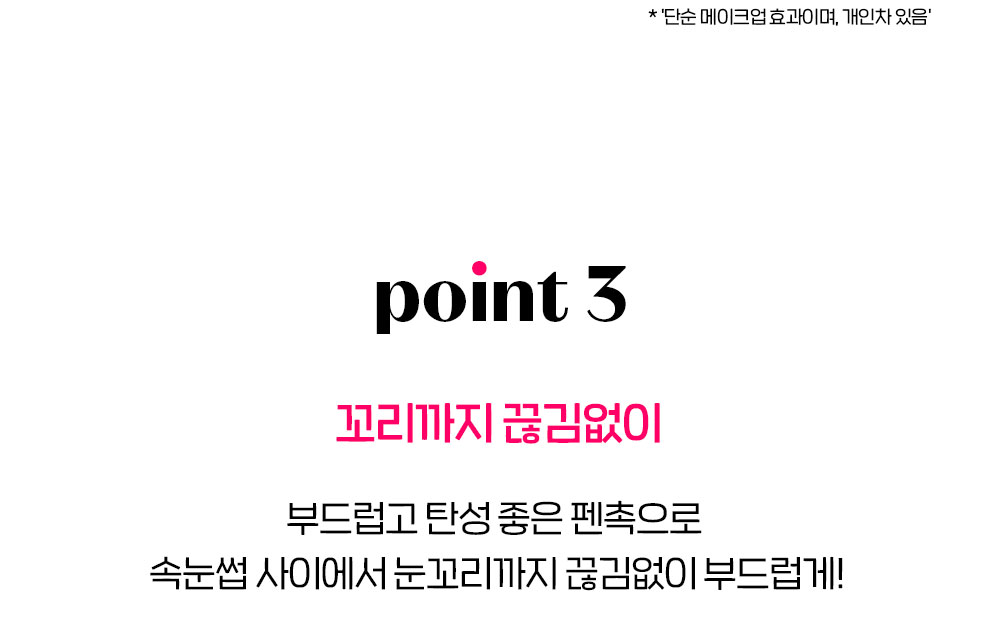 * '단순 메이크업 효과이며, 개인차 있음'
point 3
꼬리까지 끊김없이
부드럽고 탄성 좋은 펜촉으로
속눈썹 사이에서 눈꼬리까지 끊김없이 부드럽게!